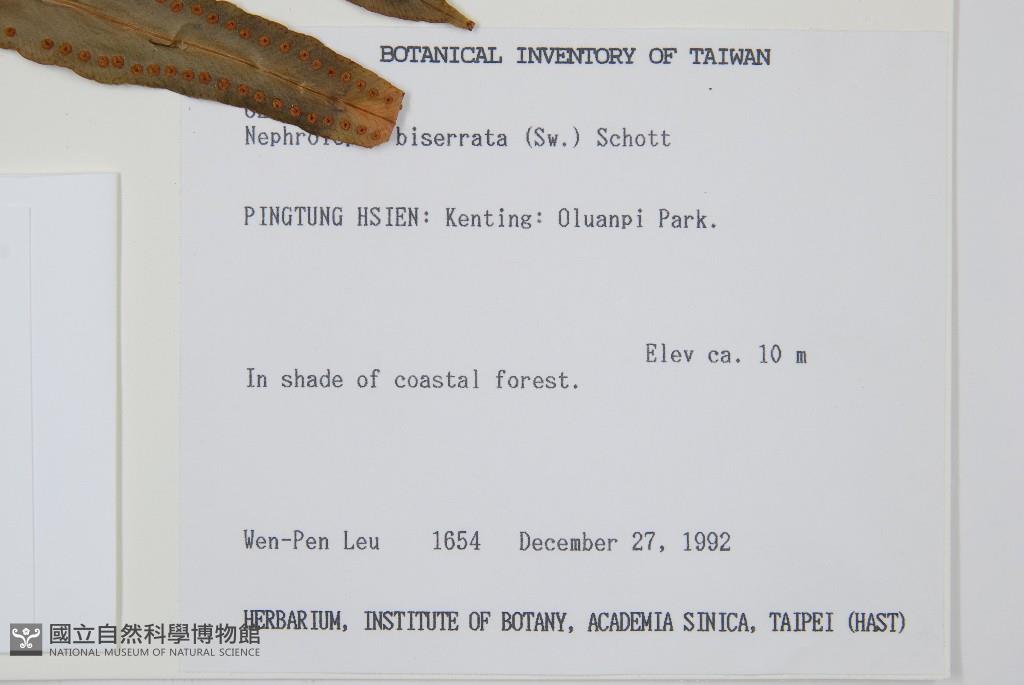 BOTANICAL INVENTORY OF TAIWAN
biserrata (Sw.) Schott
PINGTUNG HSIEN: Kenting: Oluanpi Park.
Elev ca. 10 m
In shade of coastal forest.
Wen-Pen Leu 1654 December 27, 1992
HERBARIUM, INSTITUTE OF BOTANY, ACADEMIA SINICA, TAIPEI (HAST)
國立自然科學博物館
NATIONAL MUSEUM OF NATURAL SCIENCE